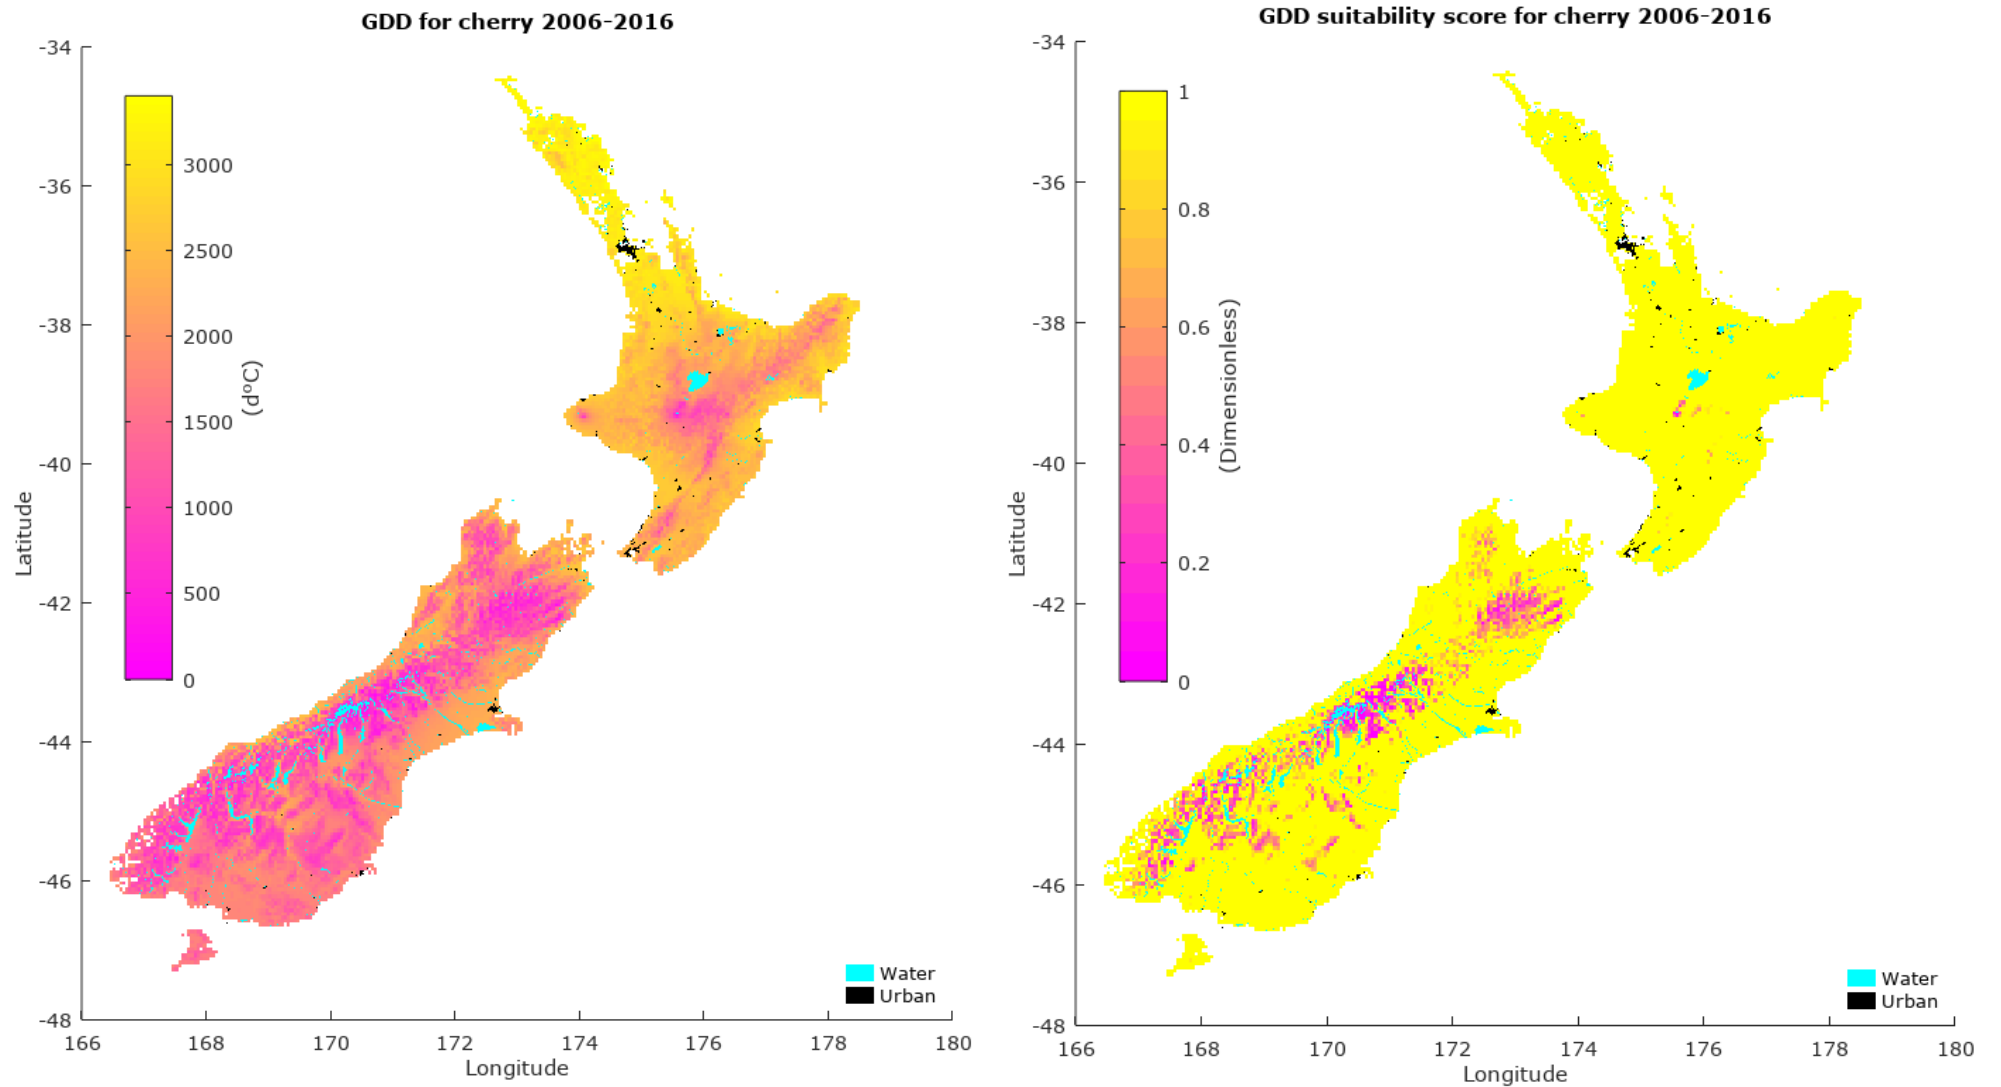 GDD for cherry 2006-2016
-34
-36
-38
-40
-42
-44
-46
-48
Latitude
3000
2500
2000
1500
1000
500
0
(dºC)
Water
Urban
166 168 170 172 174 176 178 180
Longitude
GDD suitability score for cherry 2006-2016
-34
-36
-38
-40
-42
-44
-46
-48
Latitude
1
0.8
0.6
0.4
0.2
0
(Dimensionless)
Water
Urban
166 168 170 172 174 176 178 180
Longitude